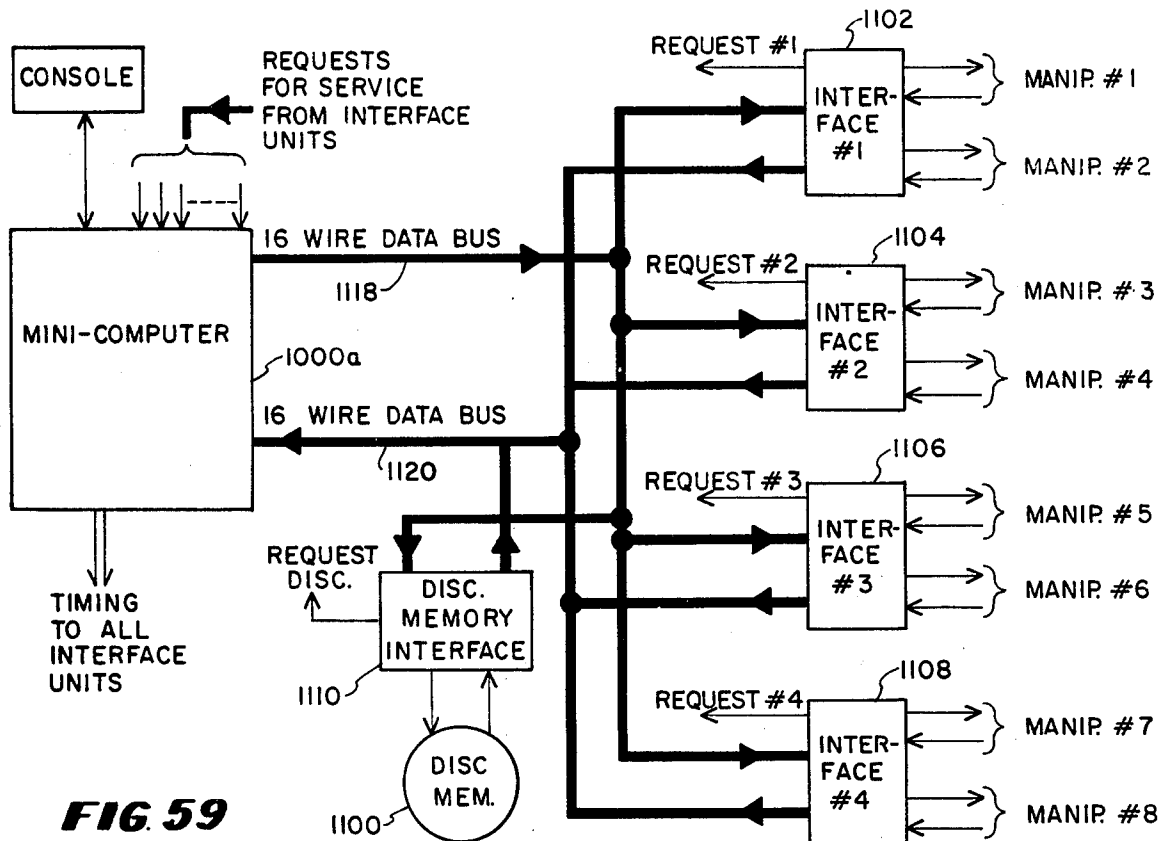 CONSOLE
REQUESTS
FOR SERVICE
FROM INTERFACE
UNITS
MINI-COMPUTER
1000a
16 WIRE DATA BUS
1118
16 WIRE DATA BUS
1120
TIMING
TO ALL
INTERFACE
UNITS
REQUEST
DISC.
DISC.
MEMORY
INTERFACE
1110
DISC
MEM.
1100
1102
REQUEST #1
INTER-
FACE
#1
MANIP. #1
MANIP. #2
1104
REQUEST #2
INTER-
FACE
#2
MANIP. #3
MANIP. #4
1106
REQUEST #3
INTER-
FACE
#3
MANIP. #5
MANIP. #6
1108
REQUEST #4
INTER-
FACE
#4
MANIP. #7
MANIP. #8
FIG. 59